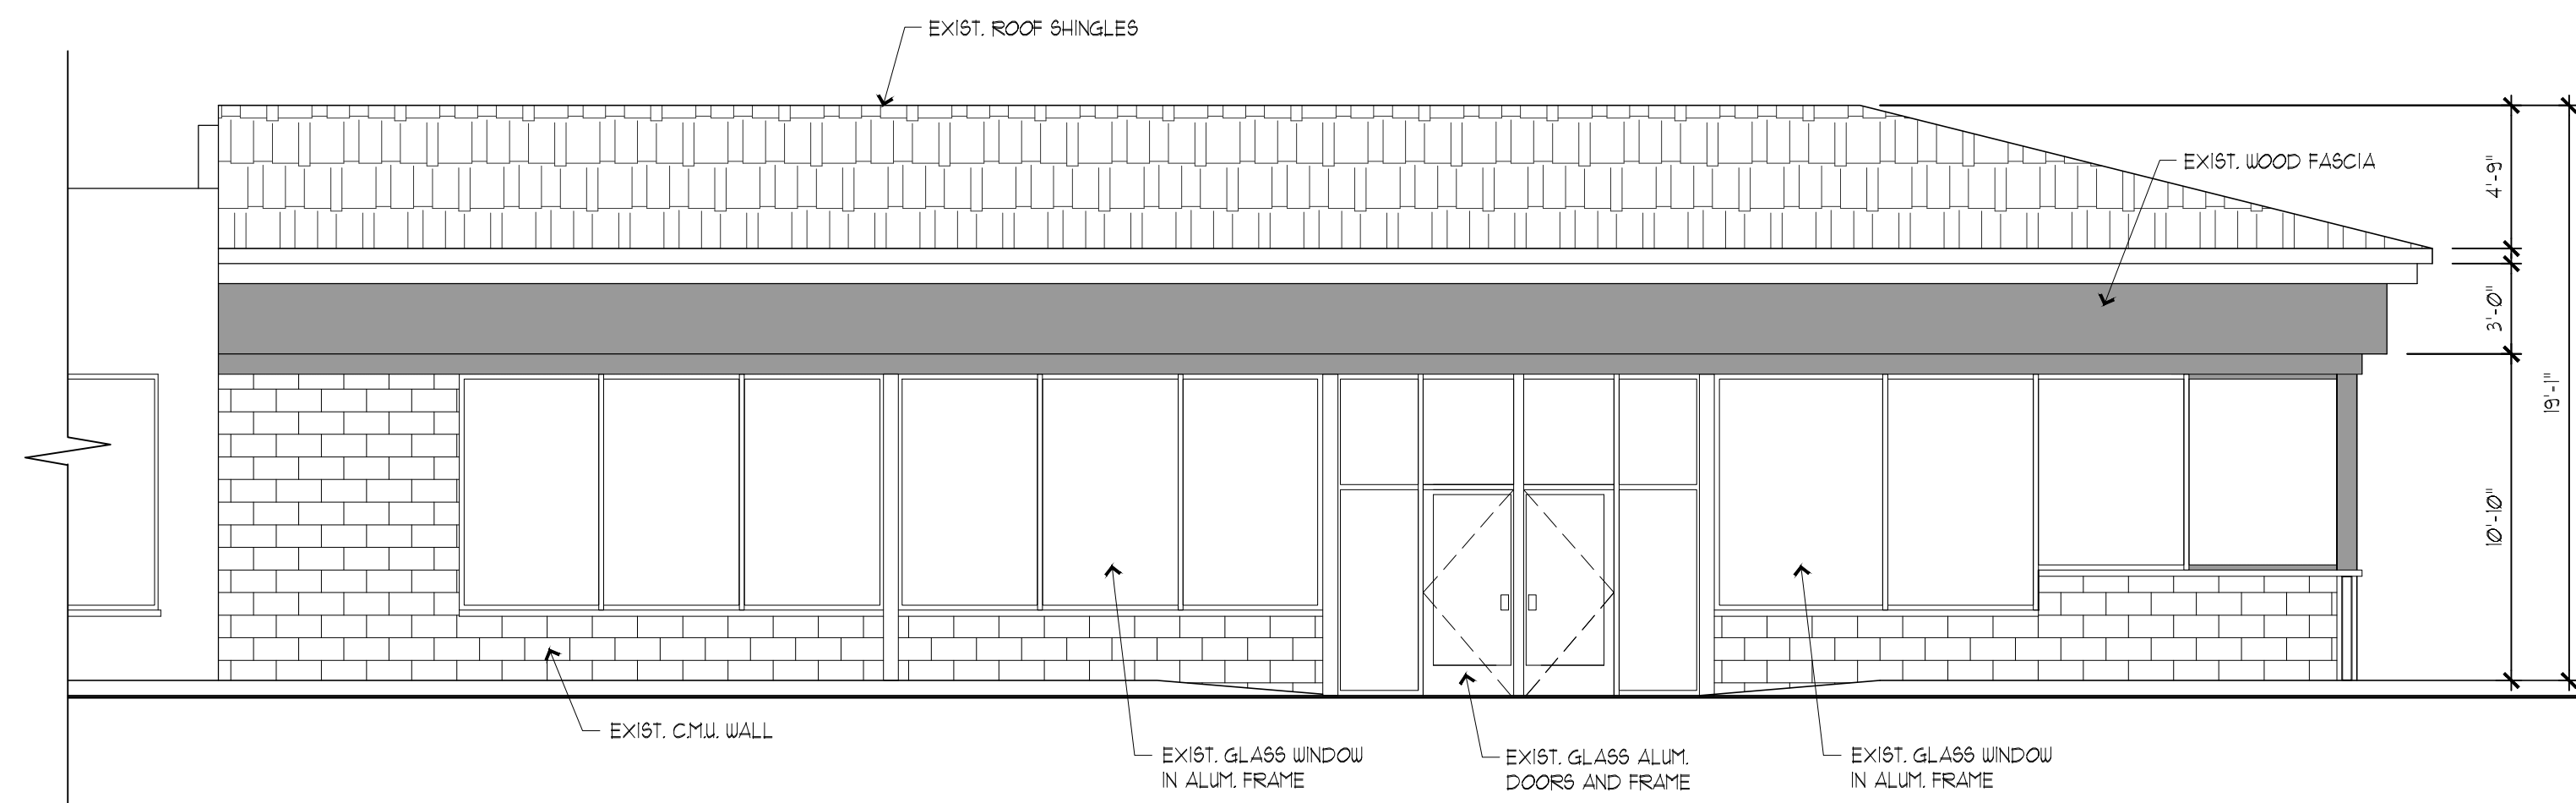 EXIST. ROOF SHINGLES
EXIST. WOOD FASCIA
4'-9"
3'-0"
19'-1"
10'-10"
EXIST. C.M.U. WALL
EXIST. GLASS WINDOW
IN ALUM. FRAME
EXIST. GLASS ALUM.
DOORS AND FRAME
EXIST. GLASS WINDOW
IN ALUM. FRAME